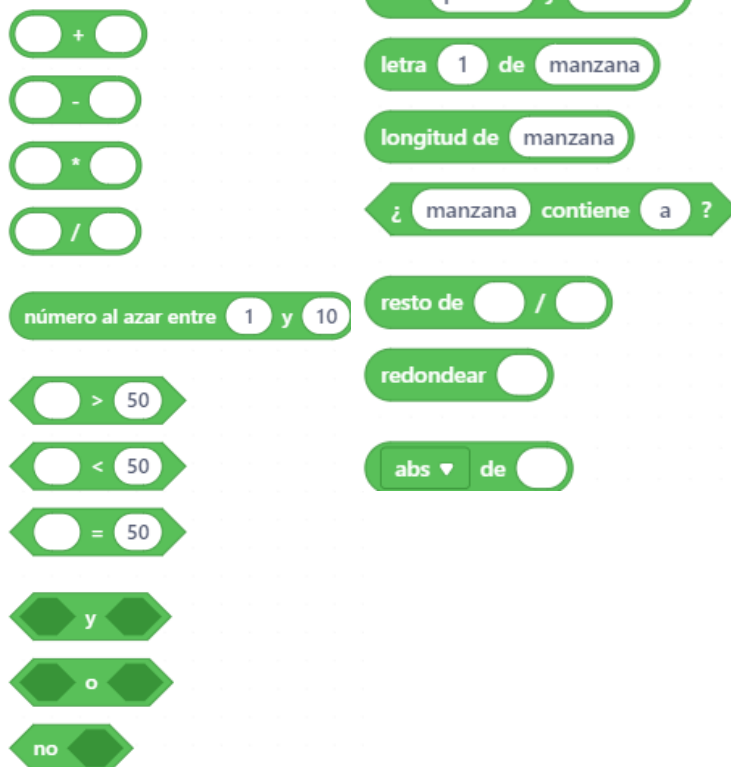 +
-
*
/
número al azar entre 1 y 10
> 50
< 50
= 50
y
o
no
letra 1 de manzana
longitud de manzana
¿ manzana contiene a ?
resto de /
redondear
abs ▼ de